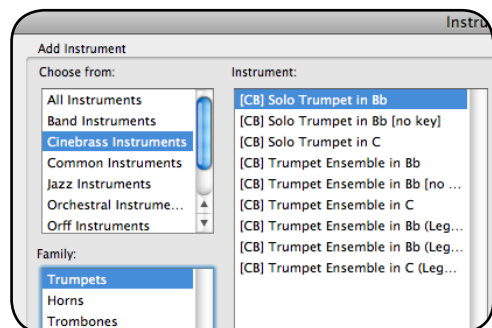 Instru
Add Instrument
Choose from:
All Instruments
Band Instruments
Cinebrass Instruments
Common Instruments
Jazz Instruments
Orchestral Instrume...
Orff Instruments
Family:
Trumpets
Horns
Trombones
Instrument:
[CB] Solo Trumpet in Bb
[CB] Solo Trumpet in Bb [no key]
[CB] Solo Trumpet in C
[CB] Trumpet Ensemble in Bb
[CB] Trumpet Ensemble in Bb [no ...
[CB] Trumpet Ensemble in C
[CB] Trumpet Ensemble in Bb (Leg...
[CB] Trumpet Ensemble in Bb (Leg...
[CB] Trumpet Ensemble in C (Leg...